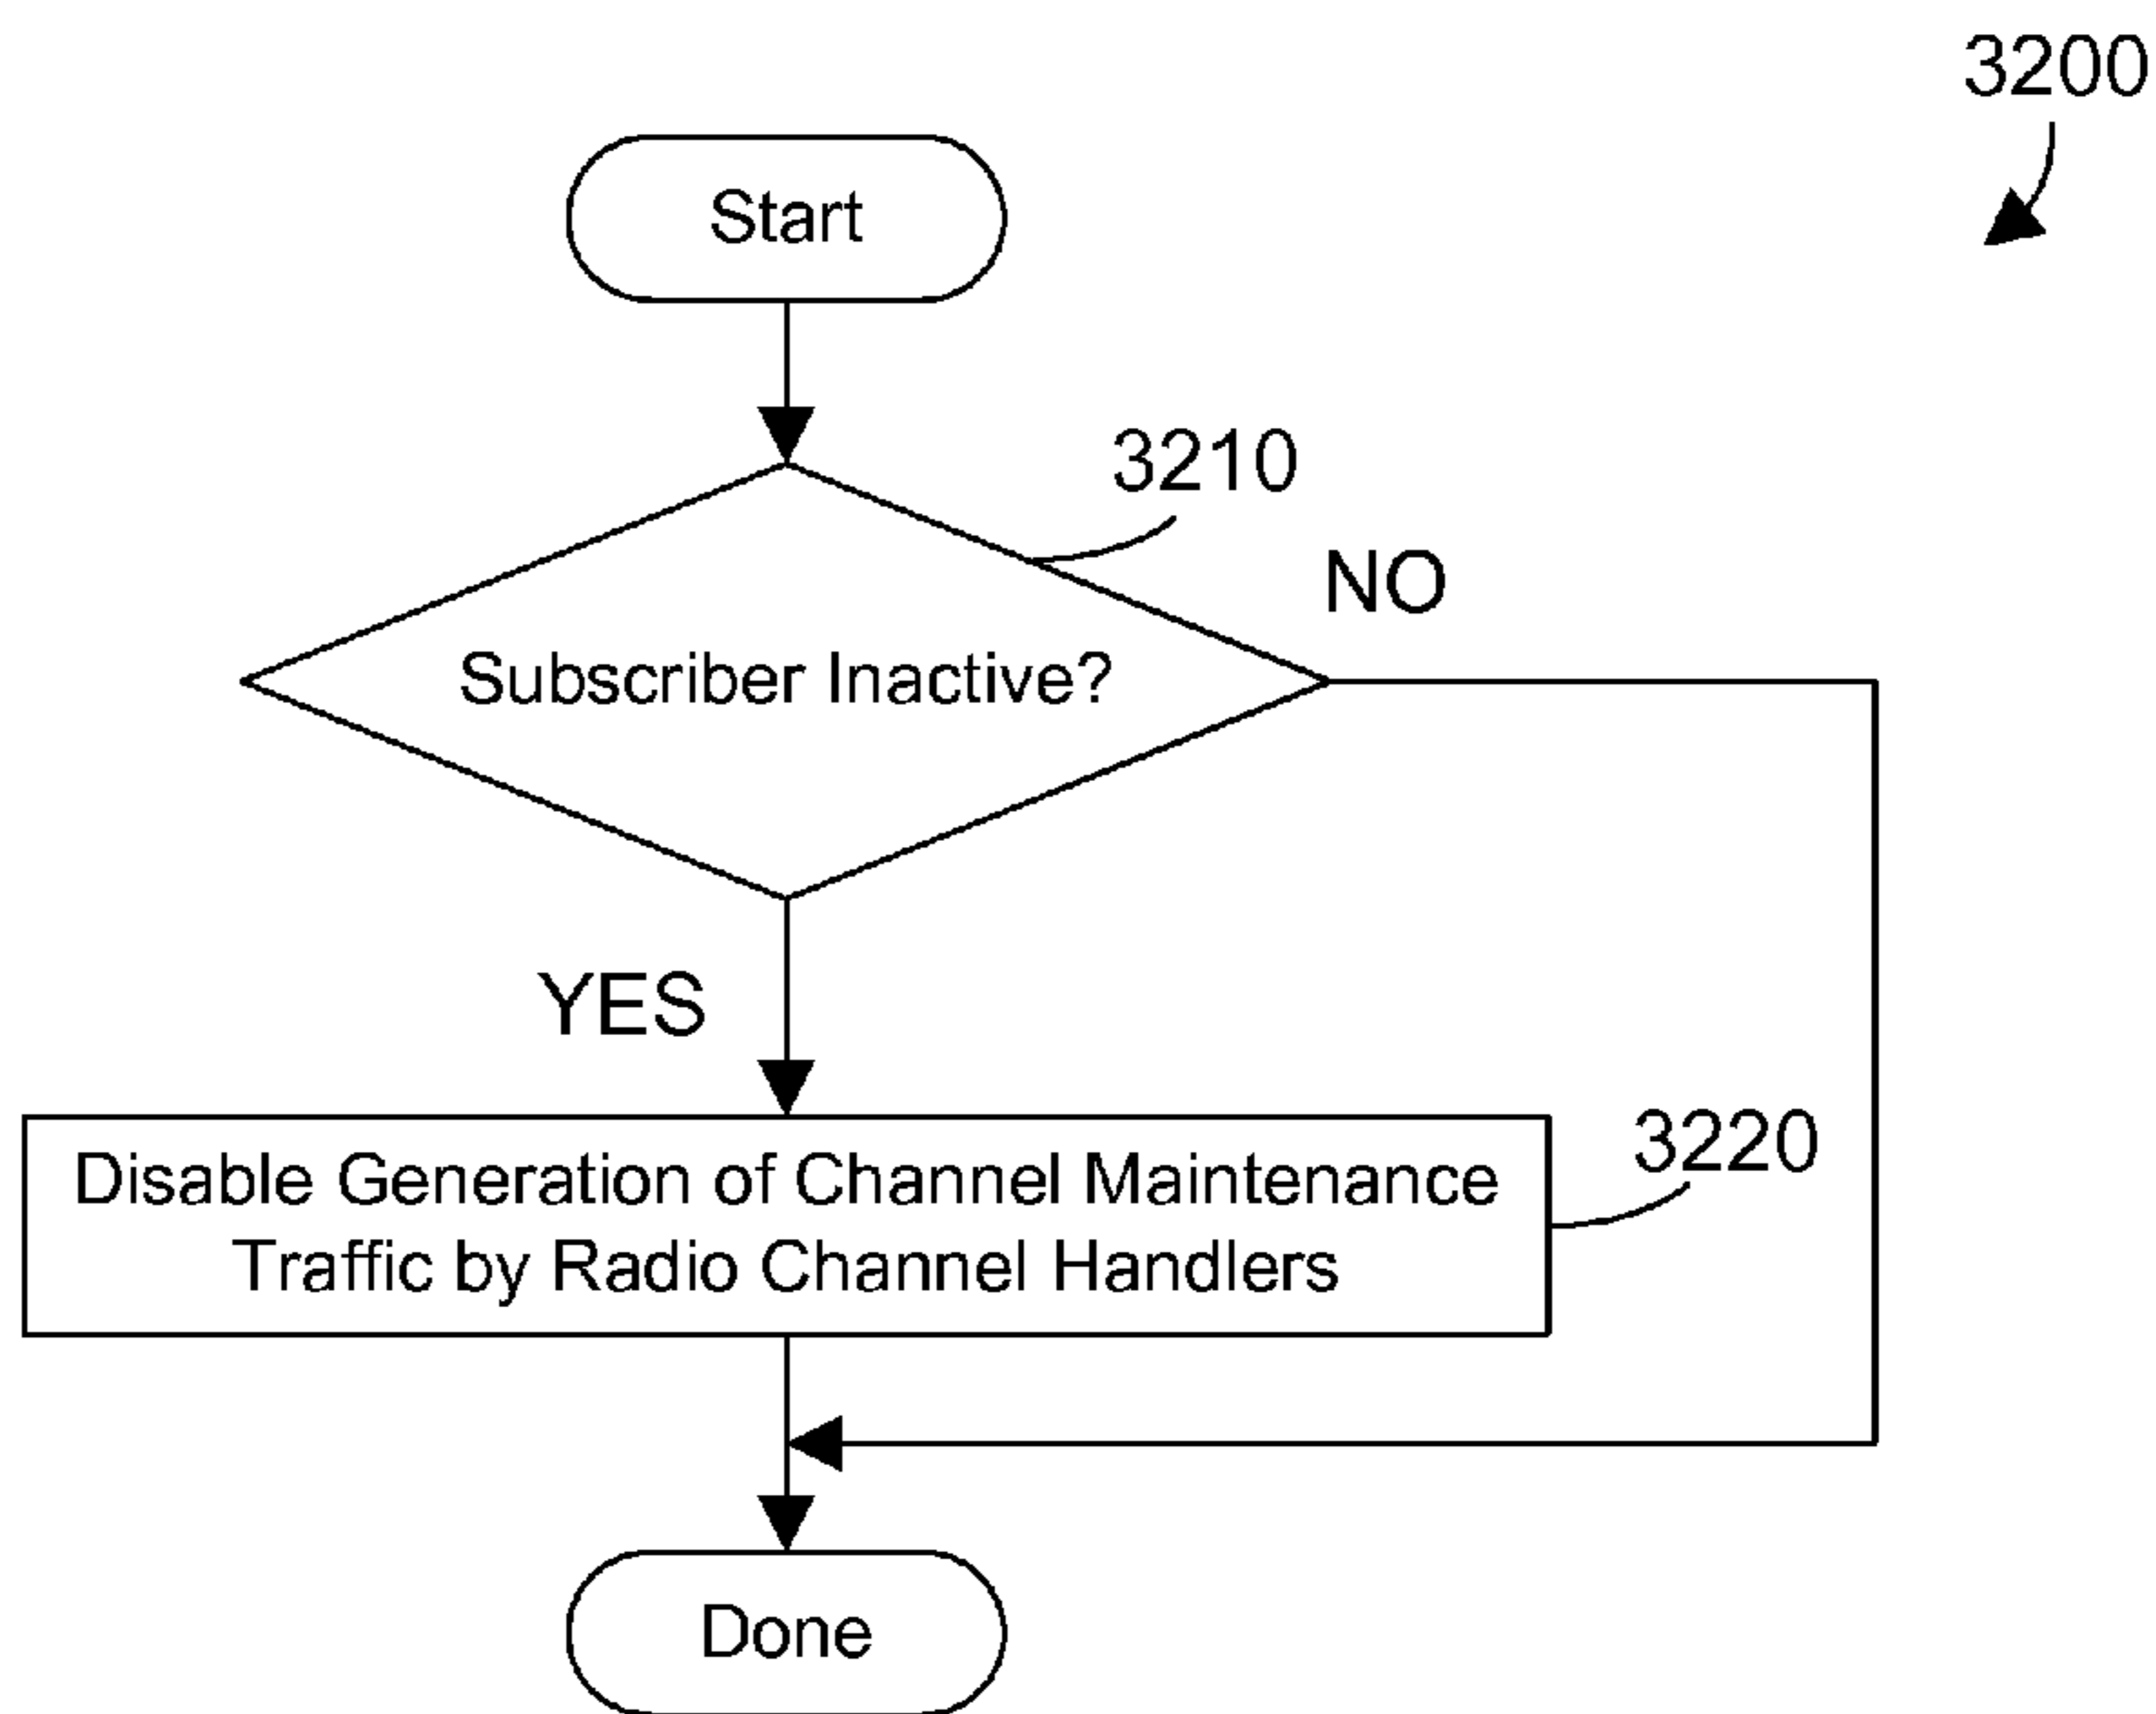 3200
Start
3210
NO
Subscriber Inactive?
YES
3220
Disable Generation of Channel Maintenance
Traffic by Radio Channel Handlers
Done